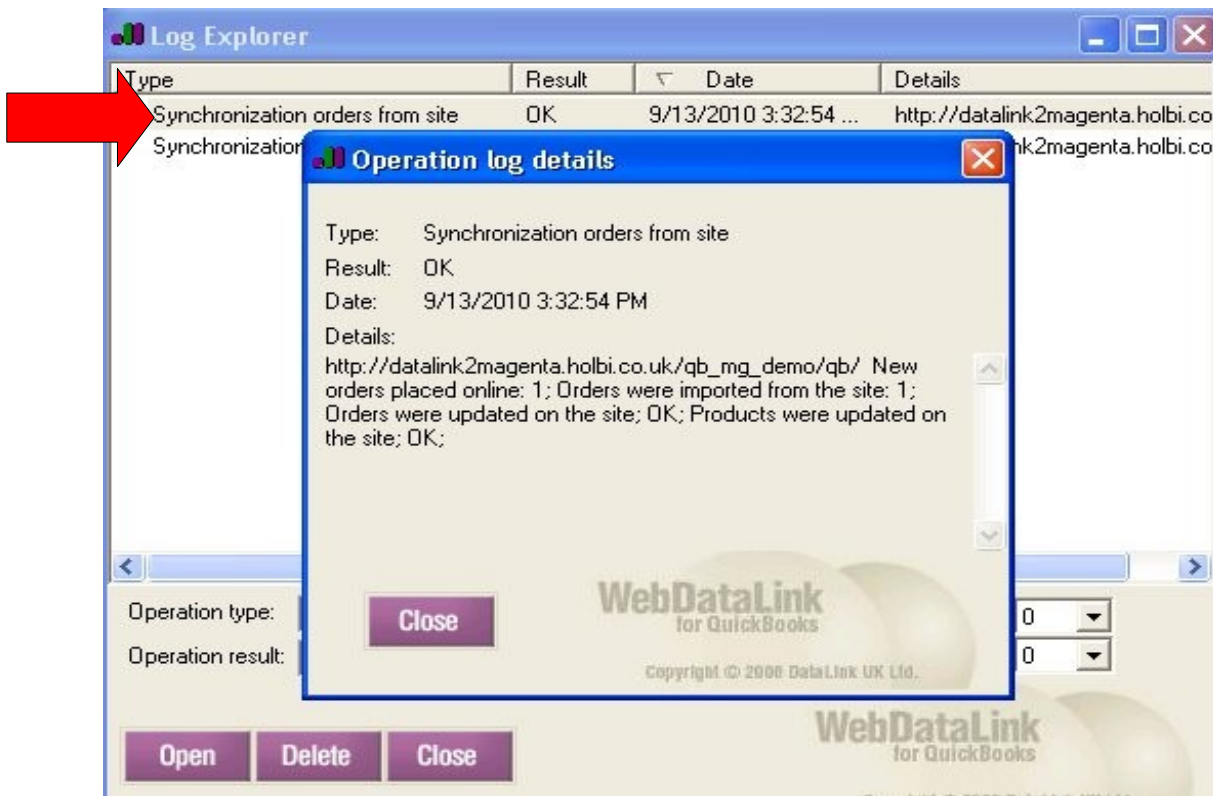 Log Explorer
Type Result Date Details
Synchronization orders from site OK 9/13/2010 3:32:54 ... http://datalink2magenta.holbi.co
Synchronization nk2magenta.holbi.co
Operation log details
Type: Synchronization orders from site
Result: OK
Date: 9/13/2010 3:32:54 PM
Details:
http://datalink2magenta.holbi.co.uk/qb_mg_demo/qb/ New
orders placed online: 1; Orders were imported from the site: 1;
Orders were updated on the site; OK; Products were updated on
the site; OK;
WebDataLink
for QuickBooks
Close
Copyright © 2006 DataLink UK Ltd.
Operation type: 0
Operation result: 0
WebDataLink
for QuickBooks
Open Delete Close